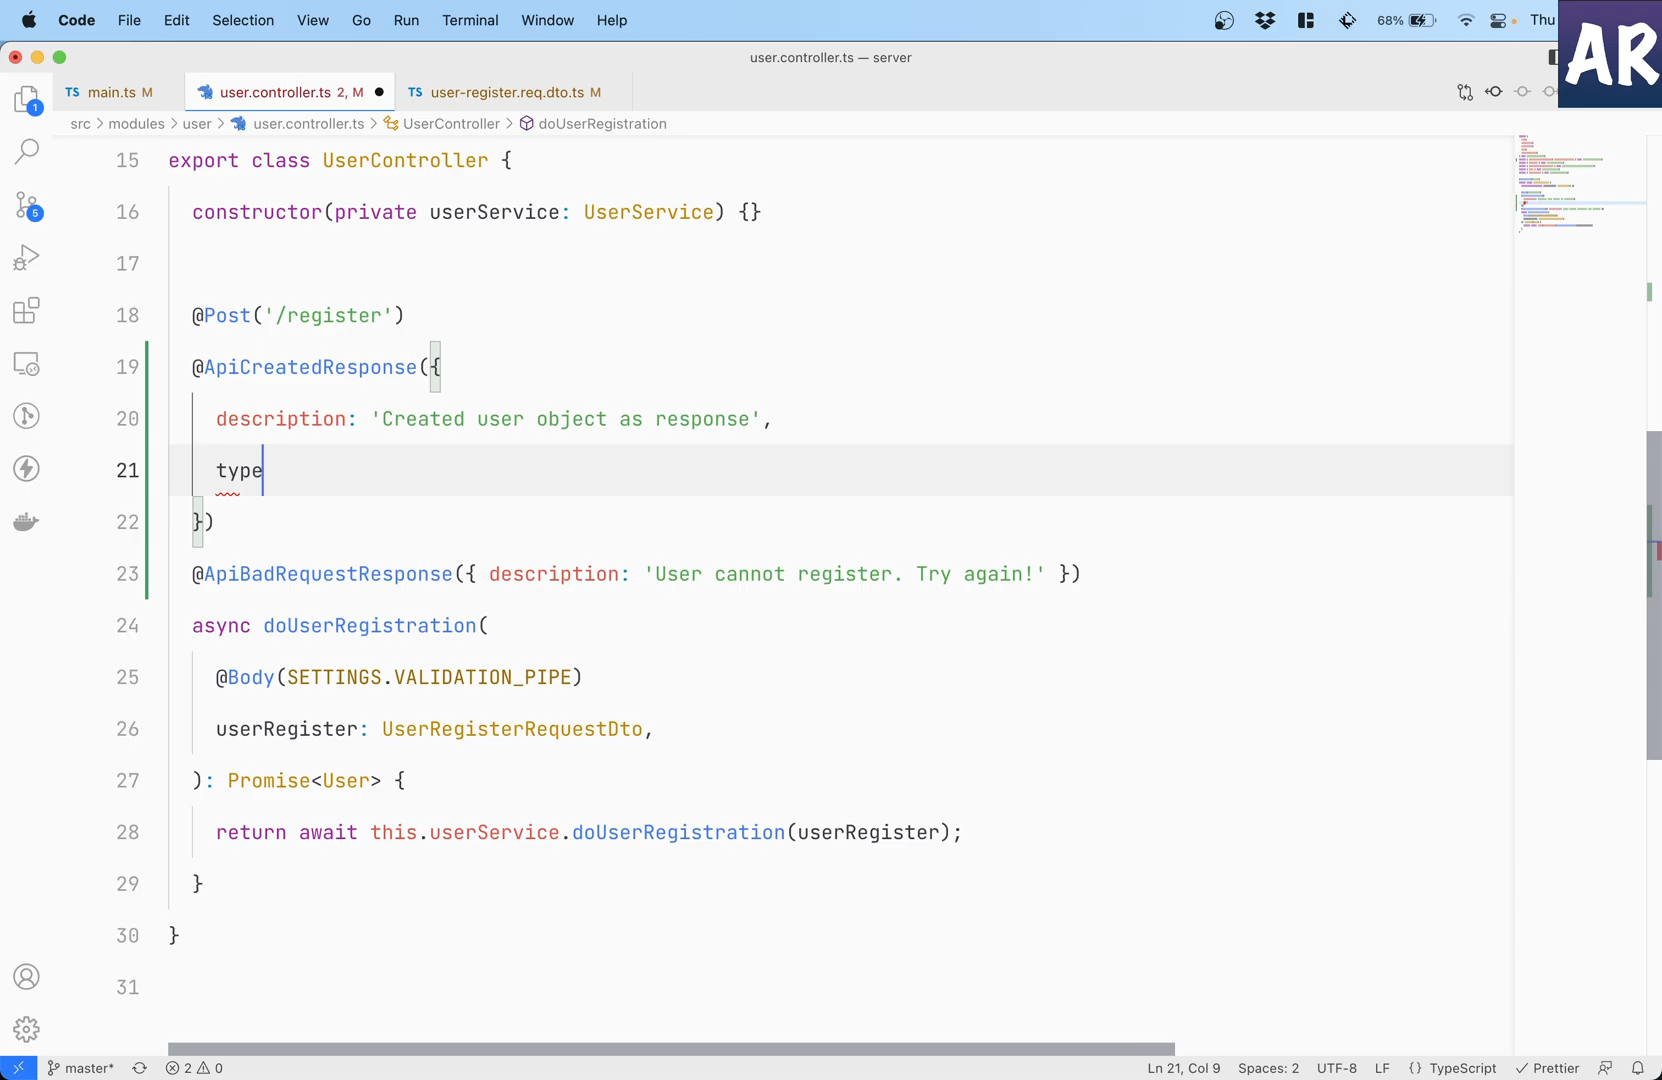 Code File Edit Selection View Go Run Terminal Window Help 68% Thu
AR
user.controller.ts — server
TS main.ts M user.controller.ts 2, M TS user-register.req.dto.ts M
src > modules > user > user.controller.ts > UserController > doUserRegistration
15 export class UserController {
16 constructor(private userService: UserService) {}
17
18 @Post('/register')
19 @ApiCreatedResponse({
20 description: 'Created user object as response',
21 type
22 })
23 @ApiBadRequestResponse({ description: 'User cannot register. Try again!' })
24 async doUserRegistration(
25 @Body(SETTINGS.VALIDATION_PIPE)
26 userRegister: UserRegisterRequestDto,
27 ): Promise<User> {
28 return await this.userService.doUserRegistration(userRegister);
29 }
30 }
31
1
5
master* 2 0 Ln 21, Col 9 Spaces: 2 UTF-8 LF {} TypeScript Prettier